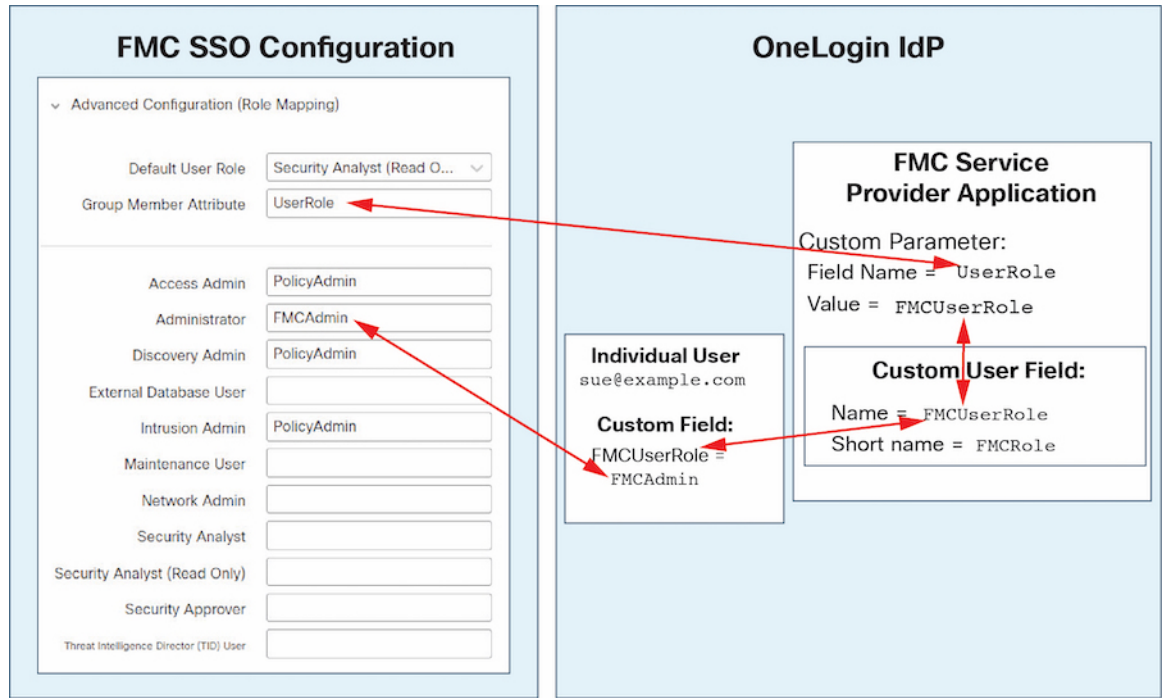 FMC SSO Configuration
Advanced Configuration (Role Mapping)
Default User Role Security Analyst (Read O...
Group Member Attribute UserRole
Access Admin PolicyAdmin
Administrator FMCAdmin
Discovery Admin PolicyAdmin
External Database User
Intrusion Admin PolicyAdmin
Maintenance User
Network Admin
Security Analyst
Security Analyst (Read Only)
Security Approver
Threat Intelligence Director (TID) User
OneLogin IdP
Individual User
sue@example.com
Custom Field:
FMCUserRole =
FMCAdmin
FMC Service
Provider Application
Custom Parameter:
Field Name = UserRole
Value = FMCUserRole
Custom User Field:
Name = FMCUserRole
Short name = FMCRole